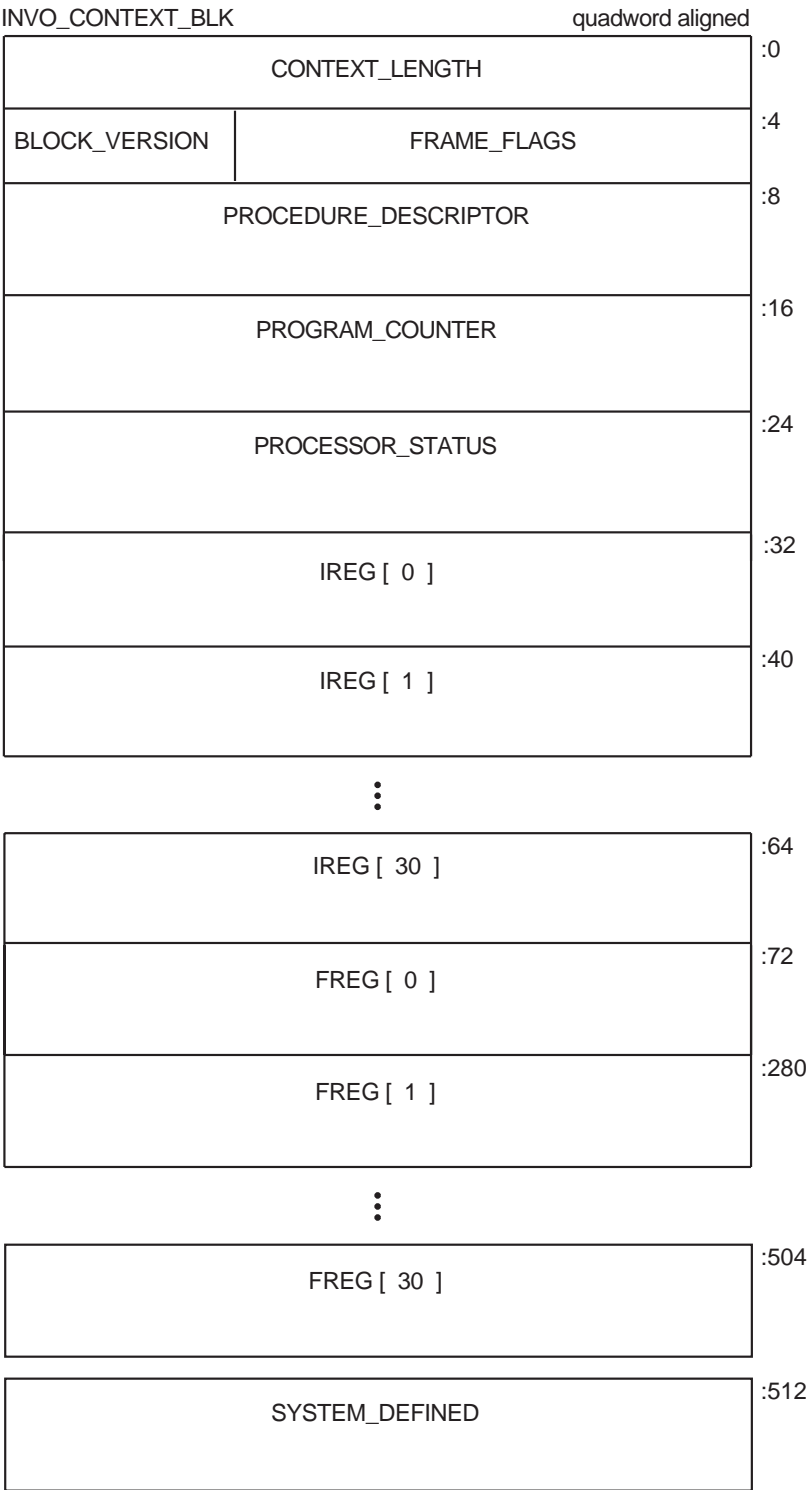 INVO_CONTEXT_BLK quadword aligned
CONTEXT_LENGTH :0
BLOCK_VERSION FRAME_FLAGS :4
PROCEDURE_DESCRIPTOR :8
PROGRAM_COUNTER :16
PROCESSOR_STATUS :24
IREG [ 0 ] :32
IREG [ 1 ] :40
IREG [ 30 ] :64
FREG [ 0 ] :72
FREG [ 1 ] :280
FREG [ 30 ] :504
SYSTEM_DEFINED :512